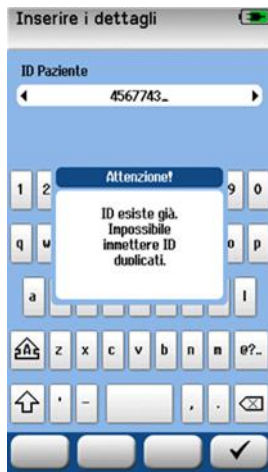 Inserire i dettagli
ID Paziente
4567743_
Attenzione!
ID esiste già.
Impossibile
immettere ID
duplicati.
1 2 9 0
q w o p
a l
z x c v b n m @?_
' - , .